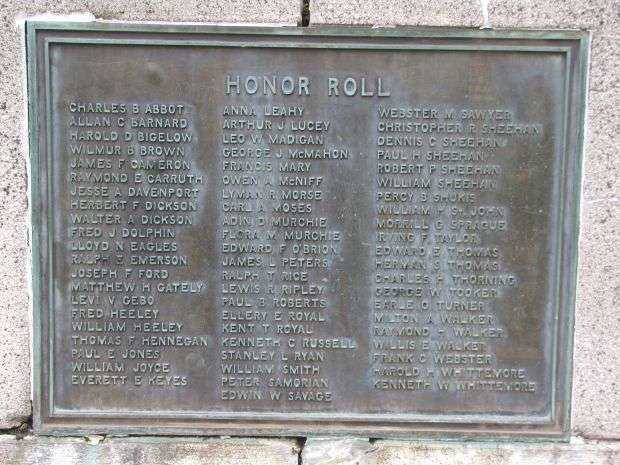 HONOR ROLL
CHARLES B ABBOT
ALLAN C BARNARD
HAROLD D BIGELOW
WILMUR B BROWN
JAMES F CAMERON
RAYMOND E CARRUTH
JESSE A DAVENPORT
HERBERT F DICKSON
WALTER A DICKSON
FRED J DOLPHIN
LLOYD N EAGLES
RALPH E EMERSON
JOSEPH F FORD
MATTHEW H GATELY
LEVI V GEBO
FRED HEELEY
WILLIAM HEELEY
THOMAS F HENNEGAN
PAUL E JONES
WILLIAM JOYCE
EVERETT E KEYES
ANNA LEAHY
ARTHUR J LUCEY
LEO W MADIGAN
GEORGE J McMAHON
FRANCIS MARY
OWEN A McNIFF
LYMAN R MORSE
CARL A MOSES
ADIN D MURCHIE
FLORA M MURCHIE
EDWARD F O'BRION
JAMES L PETERS
RALPH T RICE
LEWIS R RIPLEY
PAUL B ROBERTS
ELLERY E ROYAL
KENT T ROYAL
KENNETH C RUSSELL
STANLEY L RYAN
WILLIAM SMITH
PETER SAMORIAN
EDWIN W SAVAGE
WEBSTER M SAWYER
CHRISTOPHER R SHEEHAN
DENNIS C SHEEHAN
PAUL H SHEEHAN
ROBERT P SHEEHAN
WILLIAM SHEEHAN
PERCY B SHUKIS
WILLIAM H St. JOHN
MORRILL G SPRAGUE
IRVING F TAYLOR
EDWARD E THOMAS
HERMAN S THOMAS
CHARLES H THORNING
GEORGE W TOOKER
EARLE O TURNER
MILTON A WALKER
RAYMOND H WALKER
WILLIS E WALKER
FRANK C WEBSTER
HAROLD H WHITTEMORE
KENNETH W WHITTEMORE